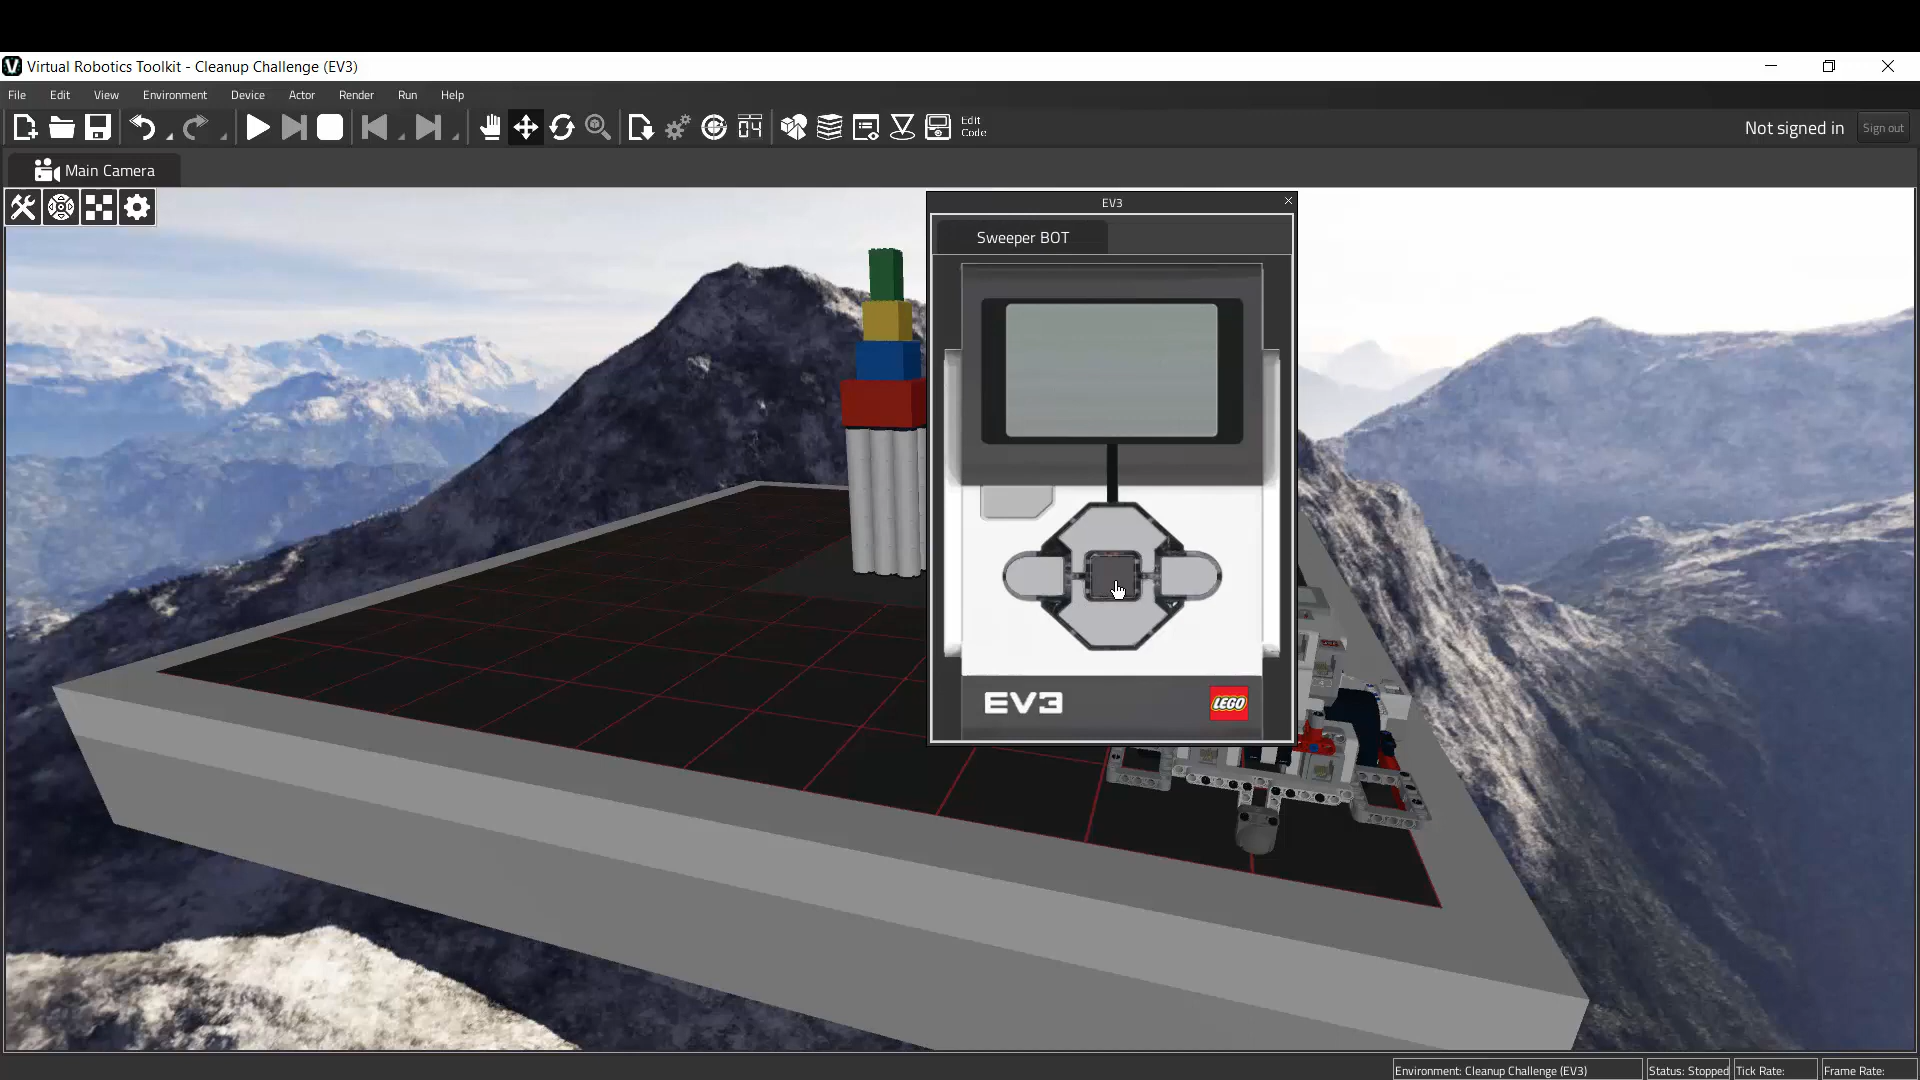 Virtual Robotics Toolkit - Cleanup Challenge (EV3)
File Edit View Environment Device Actor Render Run Help
04
Edit Code
Not signed in
Sign out
Main Camera
EV3
Sweeper BOT
EV3
LEGO
Environment: Cleanup Challenge (EV3)
Status: Stopped
Tick Rate:
Frame Rate: